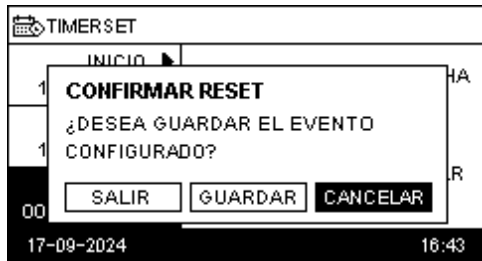 TIMERSET
INICIO
CONFIRMAR RESET
¿DESEA GUARDAR EL EVENTO
CONFIGURADO?
SALIR GUARDAR CANCELAR
17-09-2024 16:43